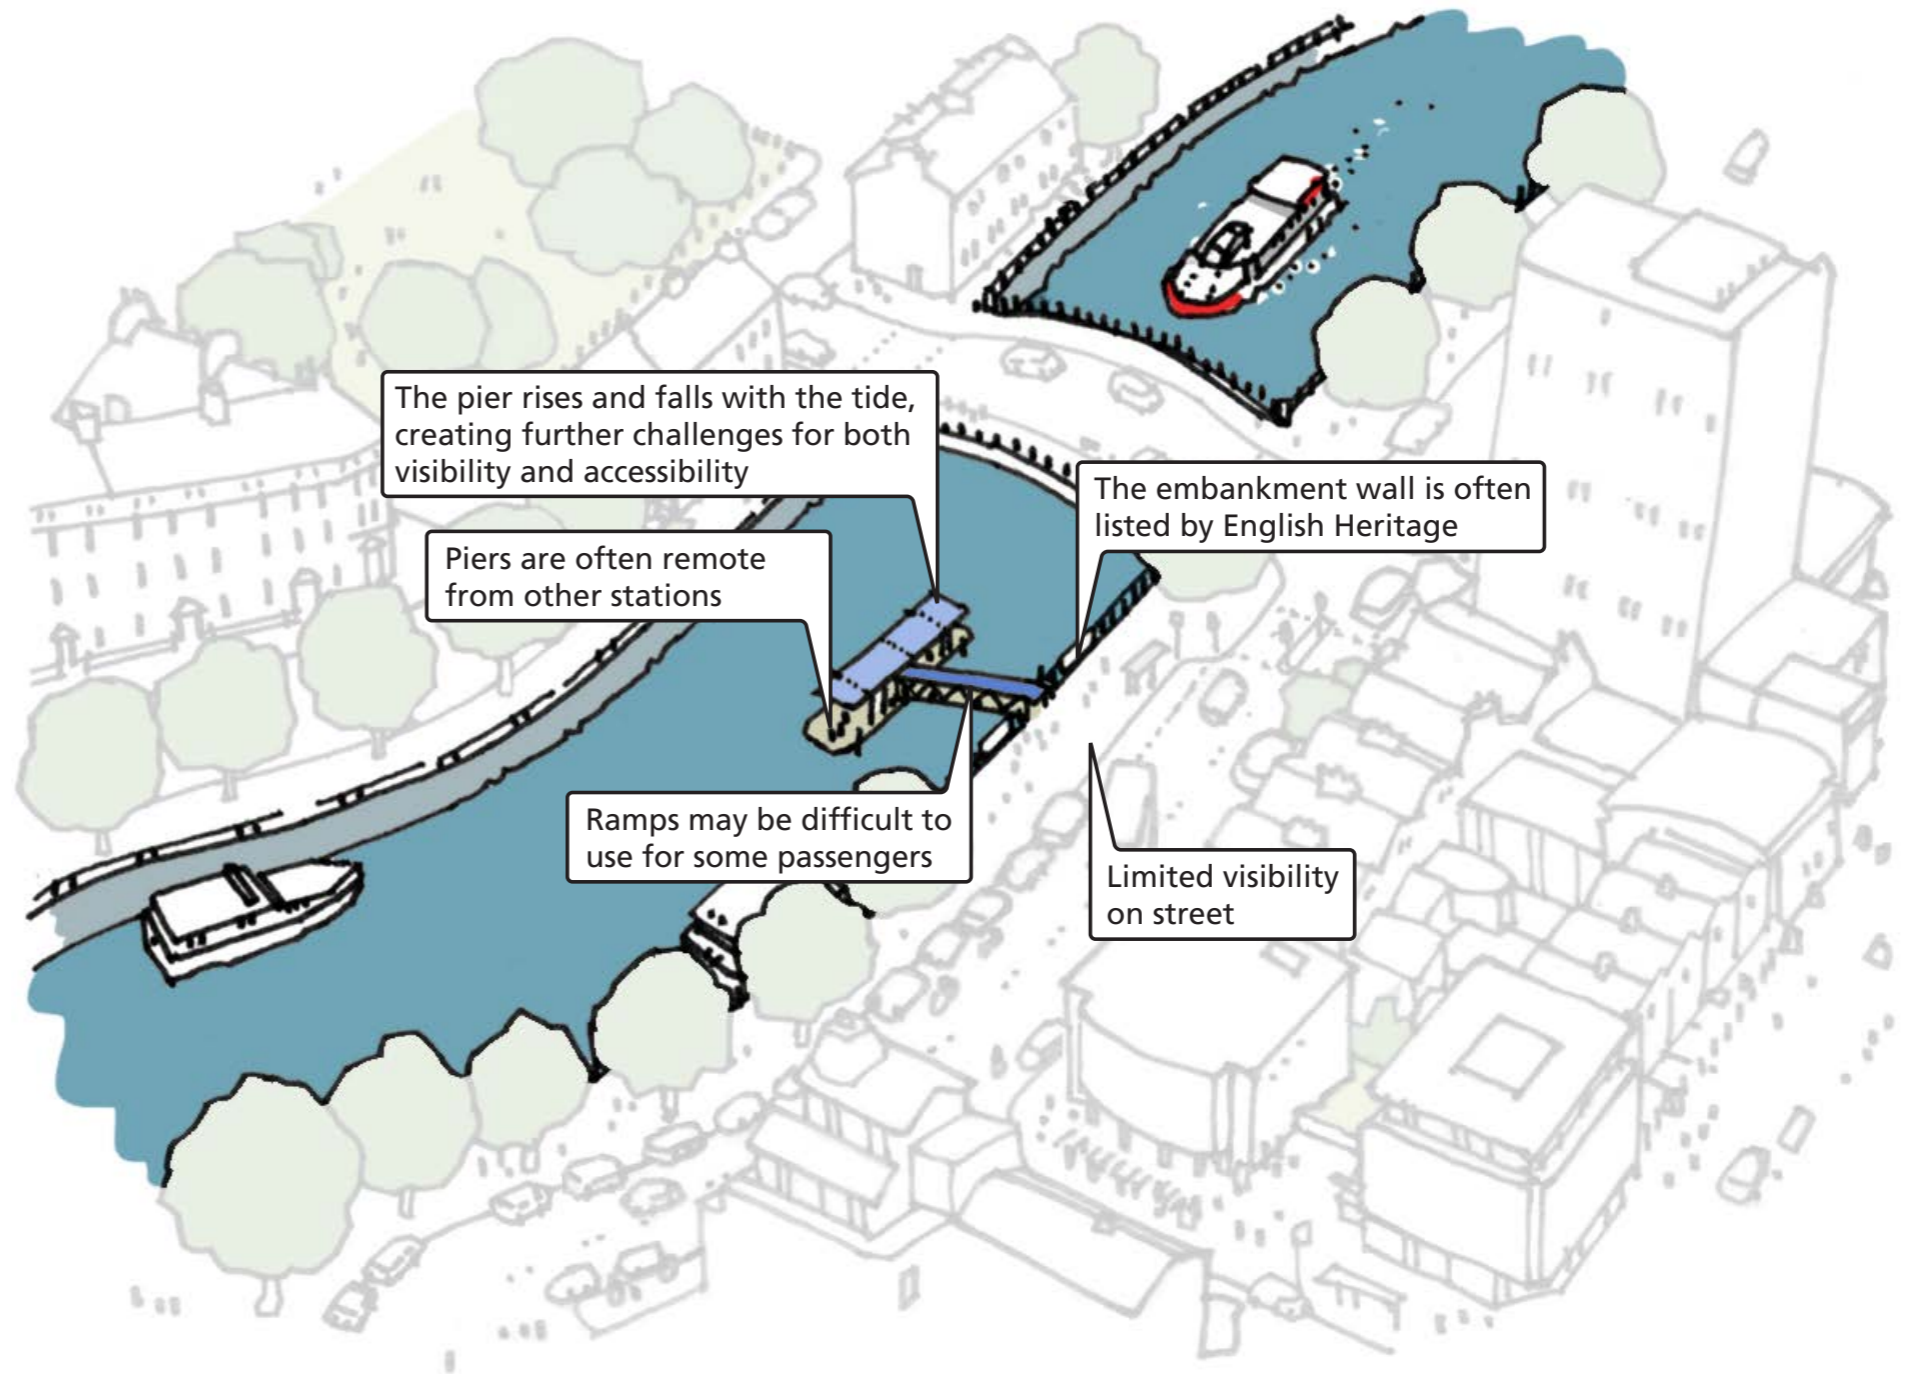 The pier rises and falls with the tide,
creating further challenges for both
visibility and accessibility
The embankment wall is often
listed by English Heritage
Piers are often remote
from other stations
Ramps may be difficult to
use for some passengers
Limited visibility
on street